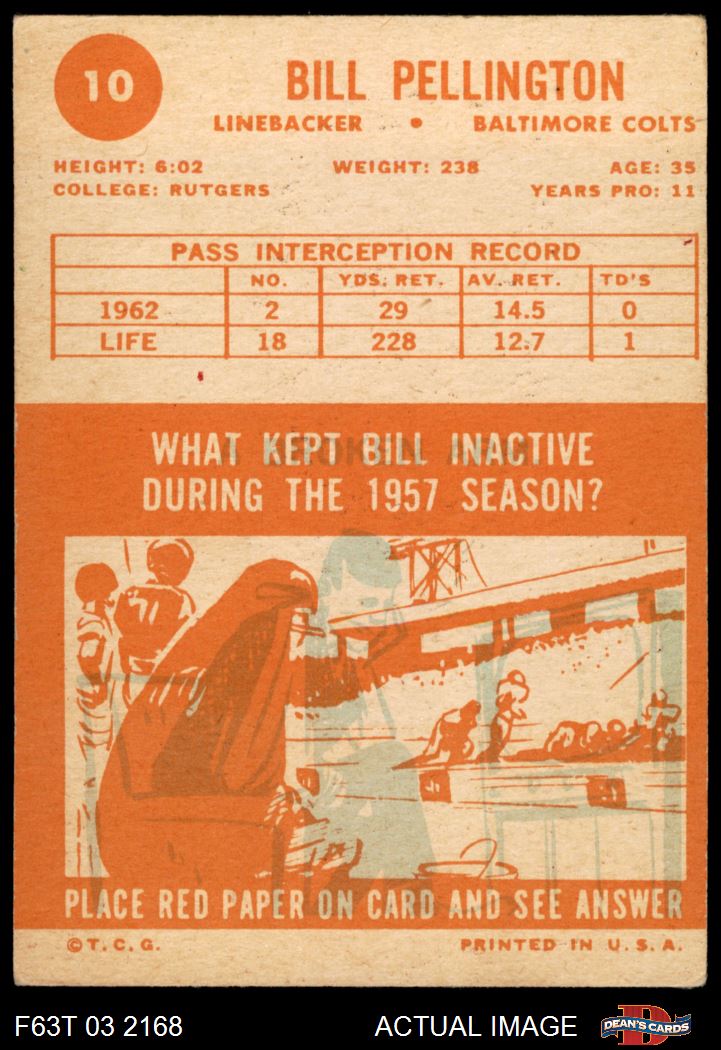 10
BILL PELLINGTON
LINEBACKER • BALTIMORE COLTS
HEIGHT: 6:02 WEIGHT: 238 AGE: 35
COLLEGE: RUTGERS YEARS PRO: 11
PASS INTERCEPTION RECORD
NO. YDS. RET. AV. RET. TD'S
1962 2 29 14.5 0
LIFE 18 228 12.7 1
A BROKEN ARM.
WHAT KEPT BILL INACTIVE
DURING THE 1957 SEASON?
71
PLACE RED PAPER ON CARD AND SEE ANSWER
©T.C.G. PRINTED IN U.S.A.
F63T 03 2168 ACTUAL IMAGE D DEAN'S CARDS